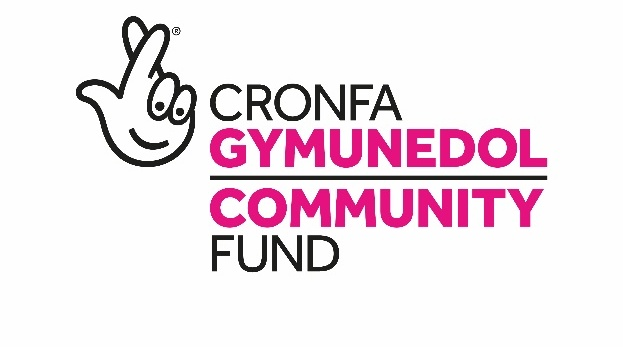 ®
CRONFA
GYMUNEDOL
COMMUNITY
FUND